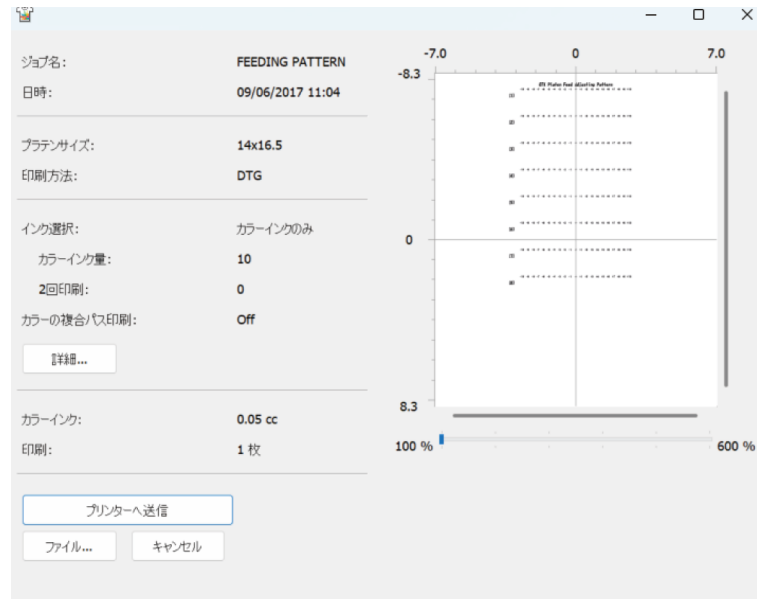 ジョブ名: FEEDING PATTERN
日時: 09/06/2017 11:04
プラテンサイズ: 14x16.5
印刷方法: DTG
インク選択: カラーインクのみ
カラーインク量: 10
2回印刷: 0
カラーの複合パス印刷: Off
詳細...
カラーインク: 0.05 cc
印刷: 1 枚
プリンターへ送信
ファイル... キャンセル
-7.0 0 7.0
-8.3
GTX Platen Feed adjusting Pattern
0
8.3
100 % 600 %